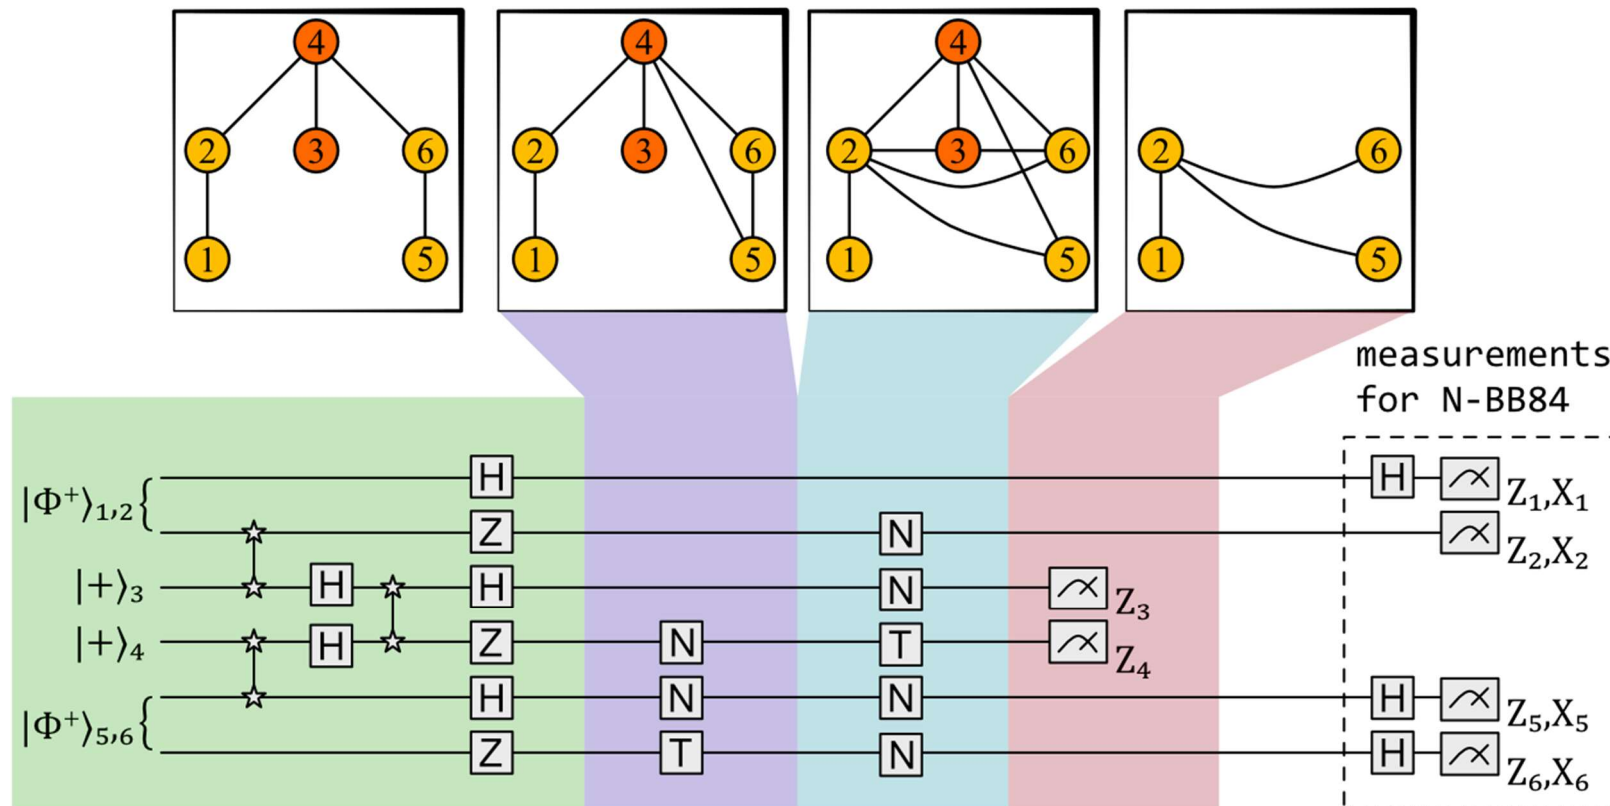 4 4 4
2 3 6 2 3 6 2 3 6 2 6
1 5 1 5 1 5 1 5
measurements
for N-BB84
|Φ⁺⟩₁,₂{ H H Z₁,X₁
Z N Z₂,X₂
|+⟩₃ H H N Z₃
|+⟩₄ H Z N T Z₄
|Φ⁺⟩₅,₆{ H N N H Z₅,X₅
Z T N H Z₆,X₆